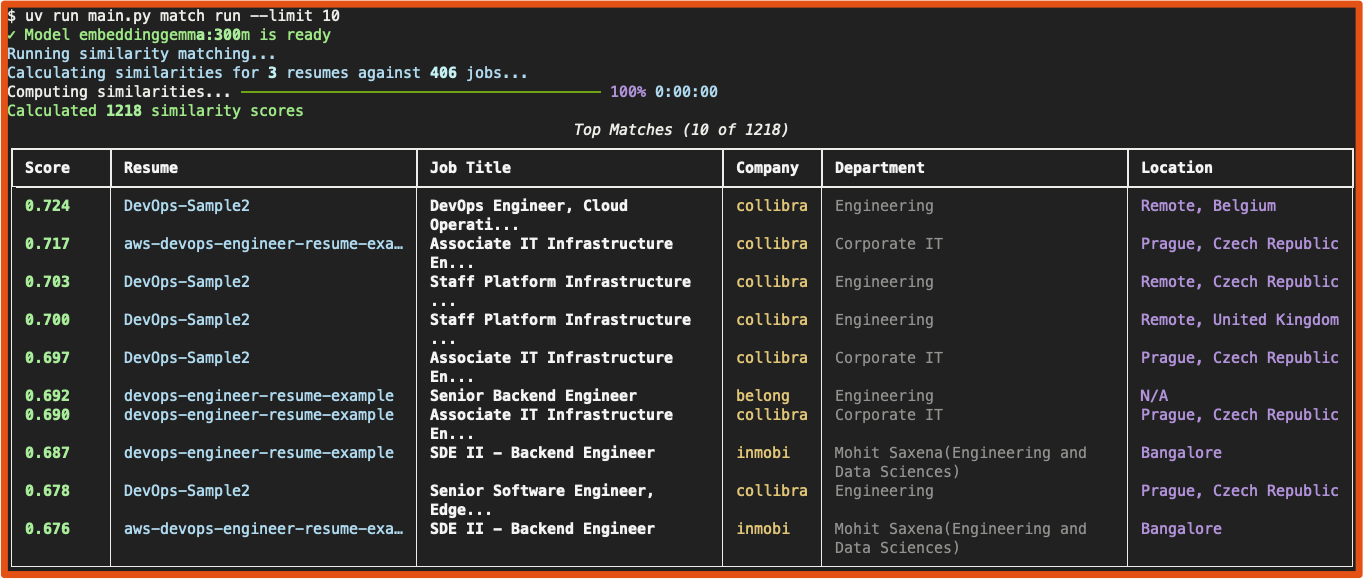 $ uv run main.py match run --limit 10
✓ Model embeddinggemma:300m is ready
Running similarity matching...
Calculating similarities for 3 resumes against 406 jobs...
Computing similarities... 100% 0:00:00
Calculated 1218 similarity scores
Top Matches (10 of 1218)
Score Resume Job Title Company Department Location
0.724 DevOps-Sample2 DevOps Engineer, Cloud collibra Engineering Remote, Belgium
Operati...
0.717 aws-devops-engineer-resume-exa… Associate IT Infrastructure collibra Corporate IT Prague, Czech Republic
En...
0.703 DevOps-Sample2 Staff Platform Infrastructure collibra Engineering Remote, Czech Republic
...
0.700 DevOps-Sample2 Staff Platform Infrastructure collibra Engineering Remote, United Kingdom
...
0.697 DevOps-Sample2 Associate IT Infrastructure collibra Corporate IT Prague, Czech Republic
En...
0.692 devops-engineer-resume-example Senior Backend Engineer belong Engineering N/A
0.690 devops-engineer-resume-example Associate IT Infrastructure collibra Corporate IT Prague, Czech Republic
En...
0.687 devops-engineer-resume-example SDE II - Backend Engineer inmobi Mohit Saxena(Engineering and Bangalore
Data Sciences)
0.678 DevOps-Sample2 Senior Software Engineer, collibra Engineering Prague, Czech Republic
Edge...
0.676 aws-devops-engineer-resume-exa… SDE II - Backend Engineer inmobi Mohit Saxena(Engineering and Bangalore
Data Sciences)